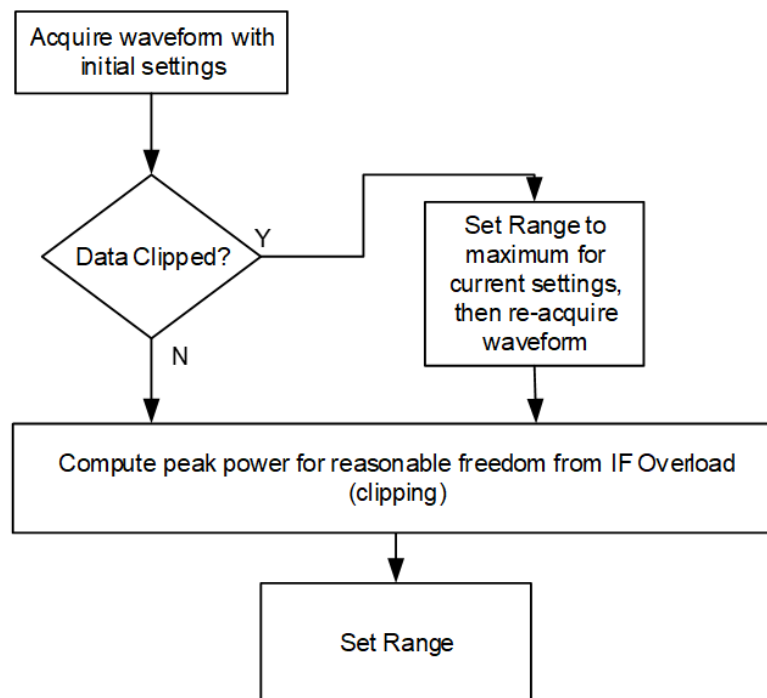 Acquire waveform with
initial settings
Data Clipped?
Y
Set Range to
maximum for
current settings,
then re-acquire
waveform
N
Compute peak power for reasonable freedom from IF Overload
(clipping)
Set Range